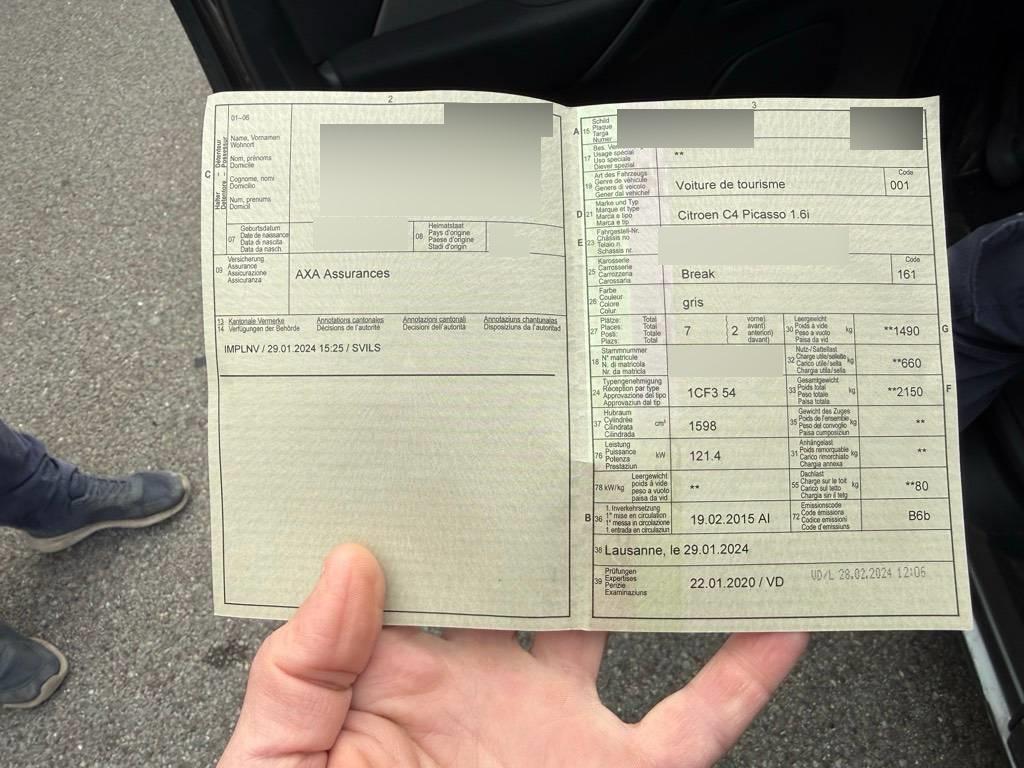 2
01–06
Name, Vornamen
Wohnort
Nom, prénoms
Domicile
Cognome, nomi
Domicilio
Num, prenums
Domicil
C
Halter – Détenteur
Detentore – Possessur
07
Geburtsdatum
Date de naissance
Data di nascita
Data da nasch.
08
Heimatstaat
Pays d'origine
Paese d'origine
Stadi d'origin
09
Versicherung
Assurance
Assicurazione
Assicuranza
AXA Assurances
13
14
Kantonale Vermerke
Verfügungen der Behörde
Annotations cantonales
Décisions de l'autorité
Annotazioni cantonali
Decisioni dell'autorità
Annotaziuns chantunalas
Disposiziuns da l'autoritad
IMPLNV / 29.01.2024 15:25 / SVILS
3
A 15
Schild
Plaque
Targa
Numer
17
Usage spécial
Uso speciale
Diever spezial
**
19
Art des Fahrzeugs
Genre de véhicule
Genere di veicolo
Gener dal vehichel
Voiture de tourisme
Code
001
D 21
Marke und Typ
Marque et type
Marca e tipo
Marca e tip
Citroen C4 Picasso 1.6i
E 23
Fahrgestell-Nr.
Châssis no
Telaio n.
Schassis nr.
25
Karosserie
Carrosserie
Carrozzeria
Carossaria
Break
Code
161
26
Farbe
Couleur
Colore
Colur
gris
27
Plätze: Total
Places: Total
Posti: Totale
Plazs: Total
7
2
vorne)
avant)
anteriori)
davant)
30
Leergewicht
Poids à vide
Peso a vuoto
Paisa da vid
kg
**1490
G
18
Stammnummer
N° matricule
N. di matricola
Nr. da matricla
32
Nutz-/Sattellast
Charge utile/sellette
Carico utile/sella
Chargia utila/sella
kg
**660
24
Typengenehmigung
Réception par type
Approvazione del tipo
Approvaziun dal tip
1CF3 54
33
Gesamtgewicht
Poids total
Peso totale
Paisa totala
kg
**2150
F
37
Hubraum
Cylindrée
Cilindrata
Cilindrada
cm³
1598
35
Gewicht des Zuges
Poids de l'ensemble
Peso del convoglio
Paisa cumposiziun
kg
**
76
Leistung
Puissance
Potenza
Prestaziun
kW
121.4
31
Anhängelast
Poids remorquable
Carico rimorchiato
Chargia annexa
kg
**
78 kW/kg
Leergewicht
poids à vide
peso a vuoto
paisa da vid
**
55
Dachlast
Charge sur le toit
Carico sul tetto
Chargia sin il tetg
kg
**80
B 36
1. Inverkehrsetzung
1re mise en circulation
1a messa in circolazione
1. entrada en circulaziun
19.02.2015 AI
72
Emissionscode
Code émissions
Codice emissioni
Code d'emissiuns
B6b
38
Lausanne, le 29.01.2024
39
Prüfungen
Expertises
Perizie
Examinaziuns
22.01.2020 / VD
VD/L 28.02.2024 12:06